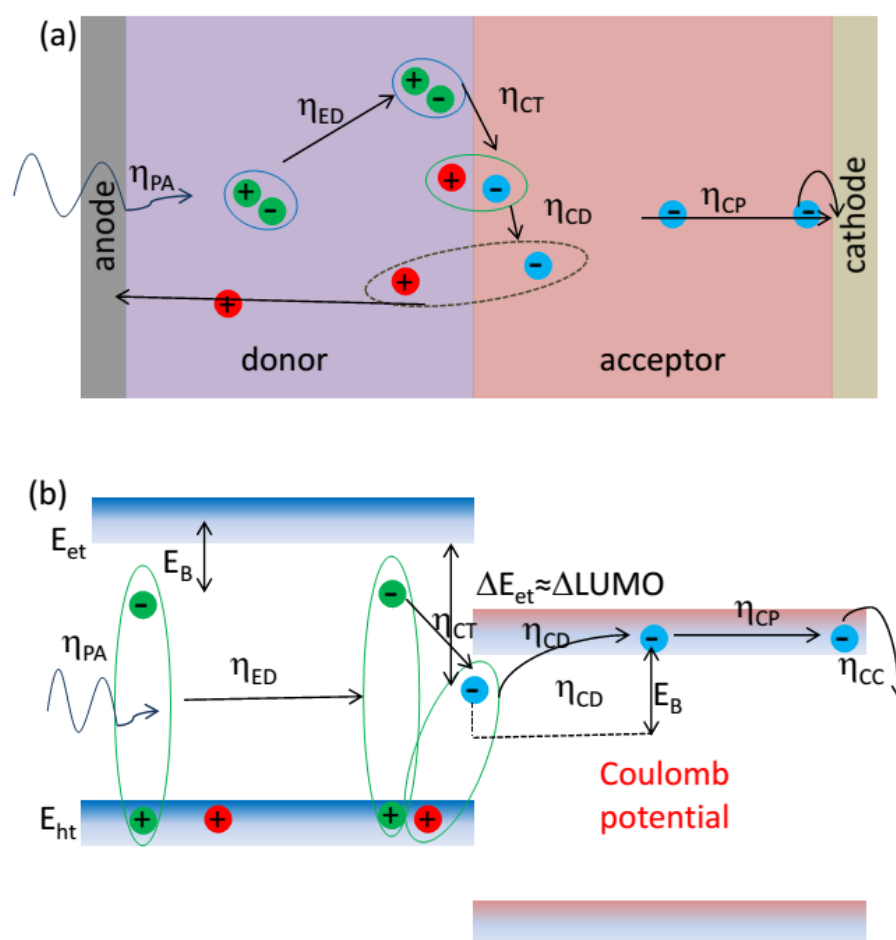 (a)
η_ED
η_CT
η_PA
+
-
+
-
+
-
η_CD
η_CP
-
-
anode
cathode
+
-
+
donor
acceptor
(b)
E_et
E_B
ΔE_et≈ΔLUMO
-
-
η_CT
η_CD
η_CP
-
-
η_PA
η_ED
-
η_CD
E_B
η_CC
Coulomb
potential
E_ht
+
+
+
+